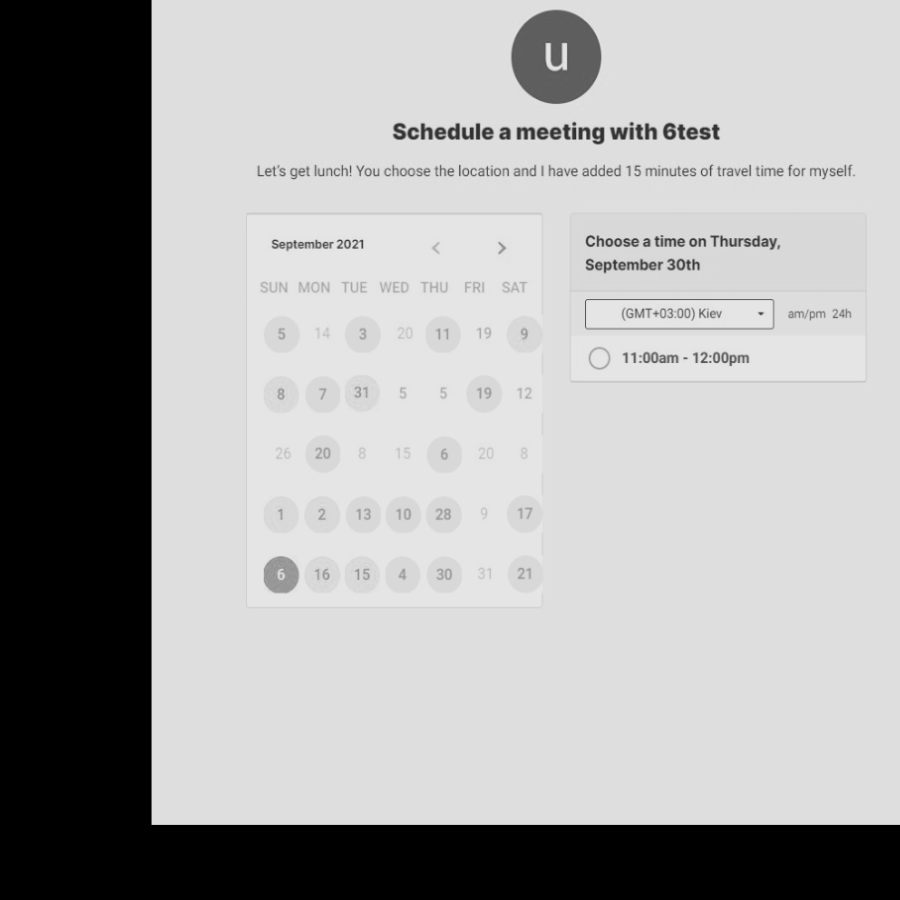 u
Schedule a meeting with 6test
Let's get lunch! You choose the location and I have added 15 minutes of travel time for myself.
September 2021
SUN MON TUE WED THU FRI SAT
5 14 3 20 11 19 9
8 7 31 5 5 19 12
26 20 8 15 6 20 8
1 2 13 10 28 9 17
6 16 15 4 30 31 21
Choose a time on Thursday,
September 30th
(GMT+03:00) Kiev am/pm 24h
11:00am - 12:00pm